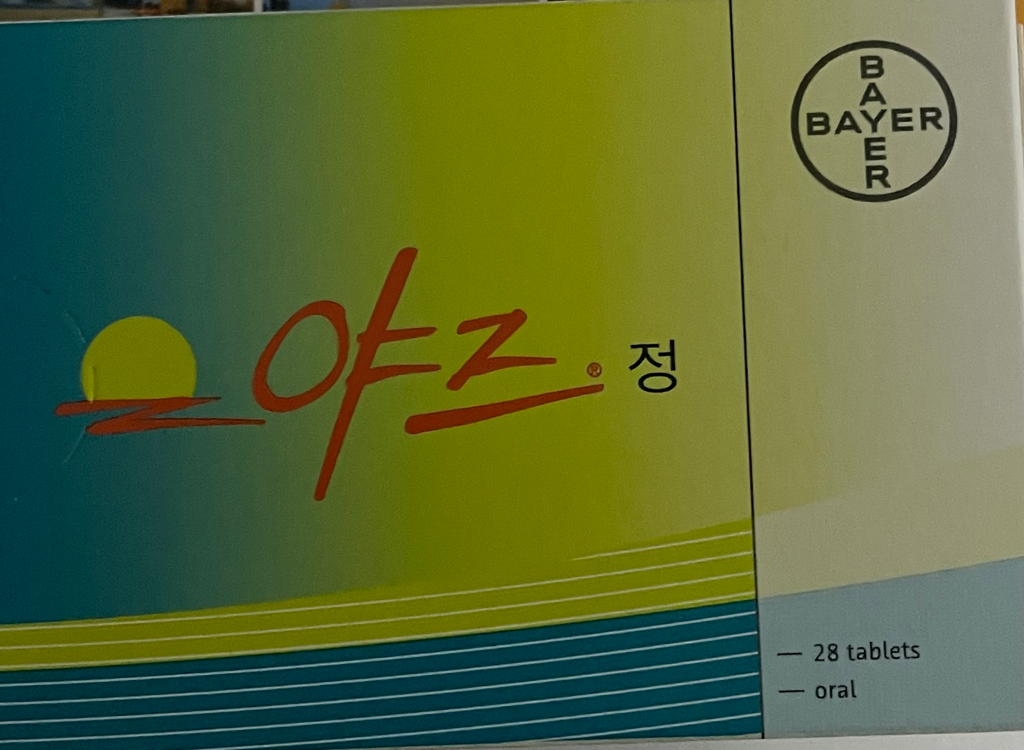 BAYER
BAYER
야즈® 정
28 tablets
oral